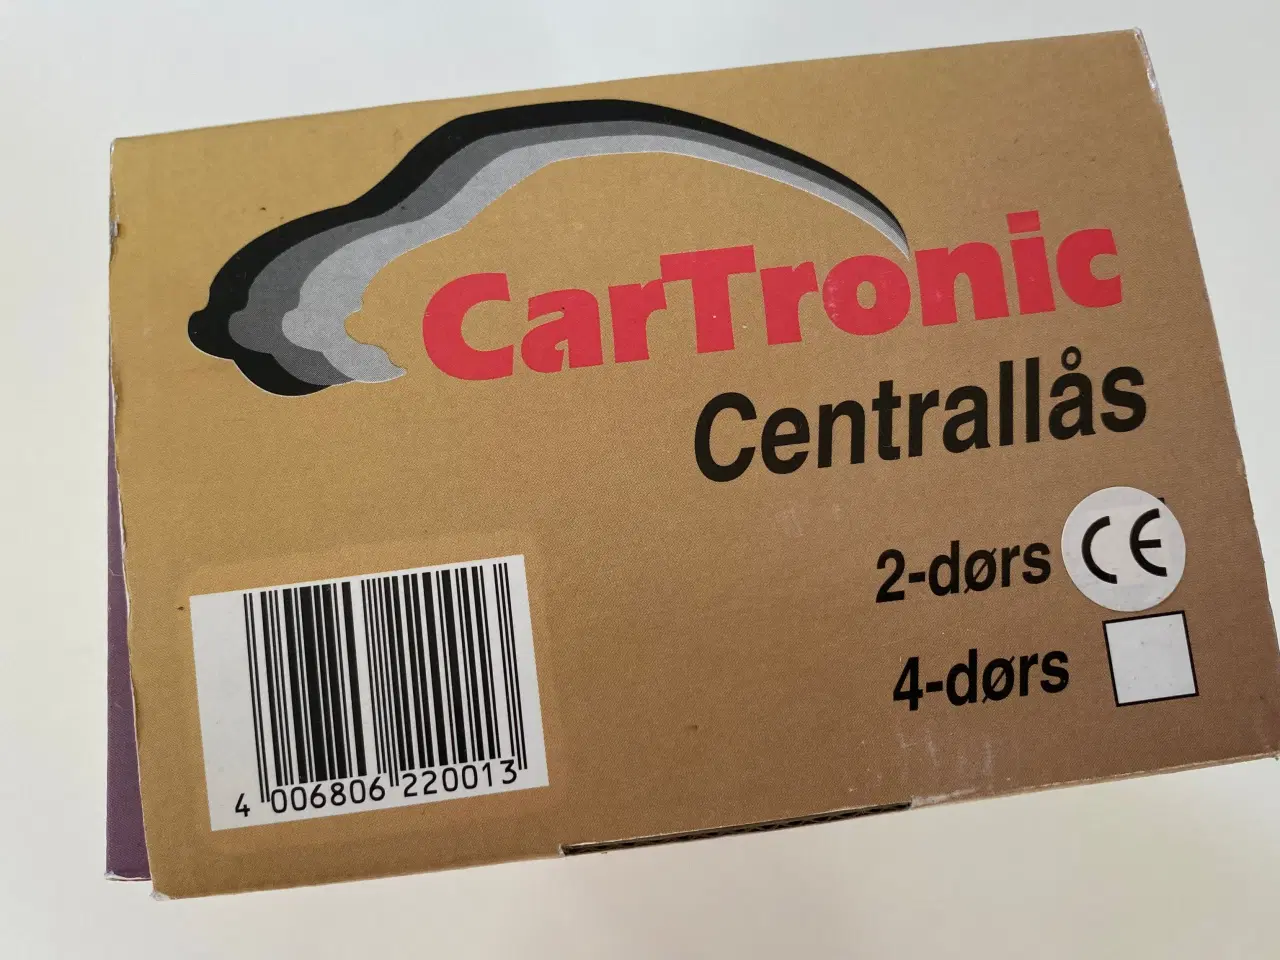 CarTronic
Centrallås
2-dørs CE
4-dørs
4 006806 220013